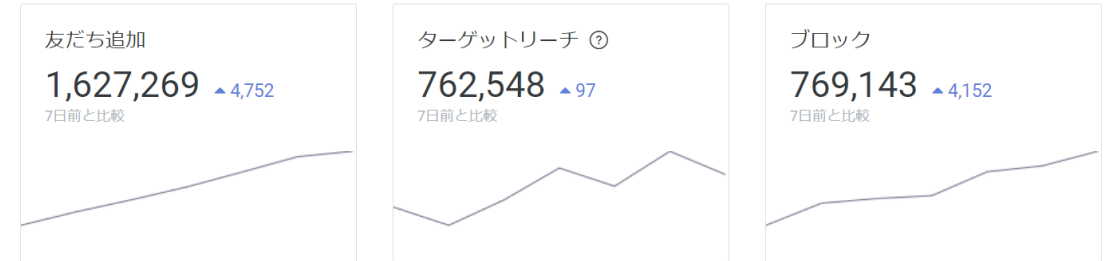 友だち追加
1,627,269 ▲ 4,752
7日前と比較
ターゲットリーチ ?
762,548 ▲ 97
7日前と比較
ブロック
769,143 ▲ 4,152
7日前と比較